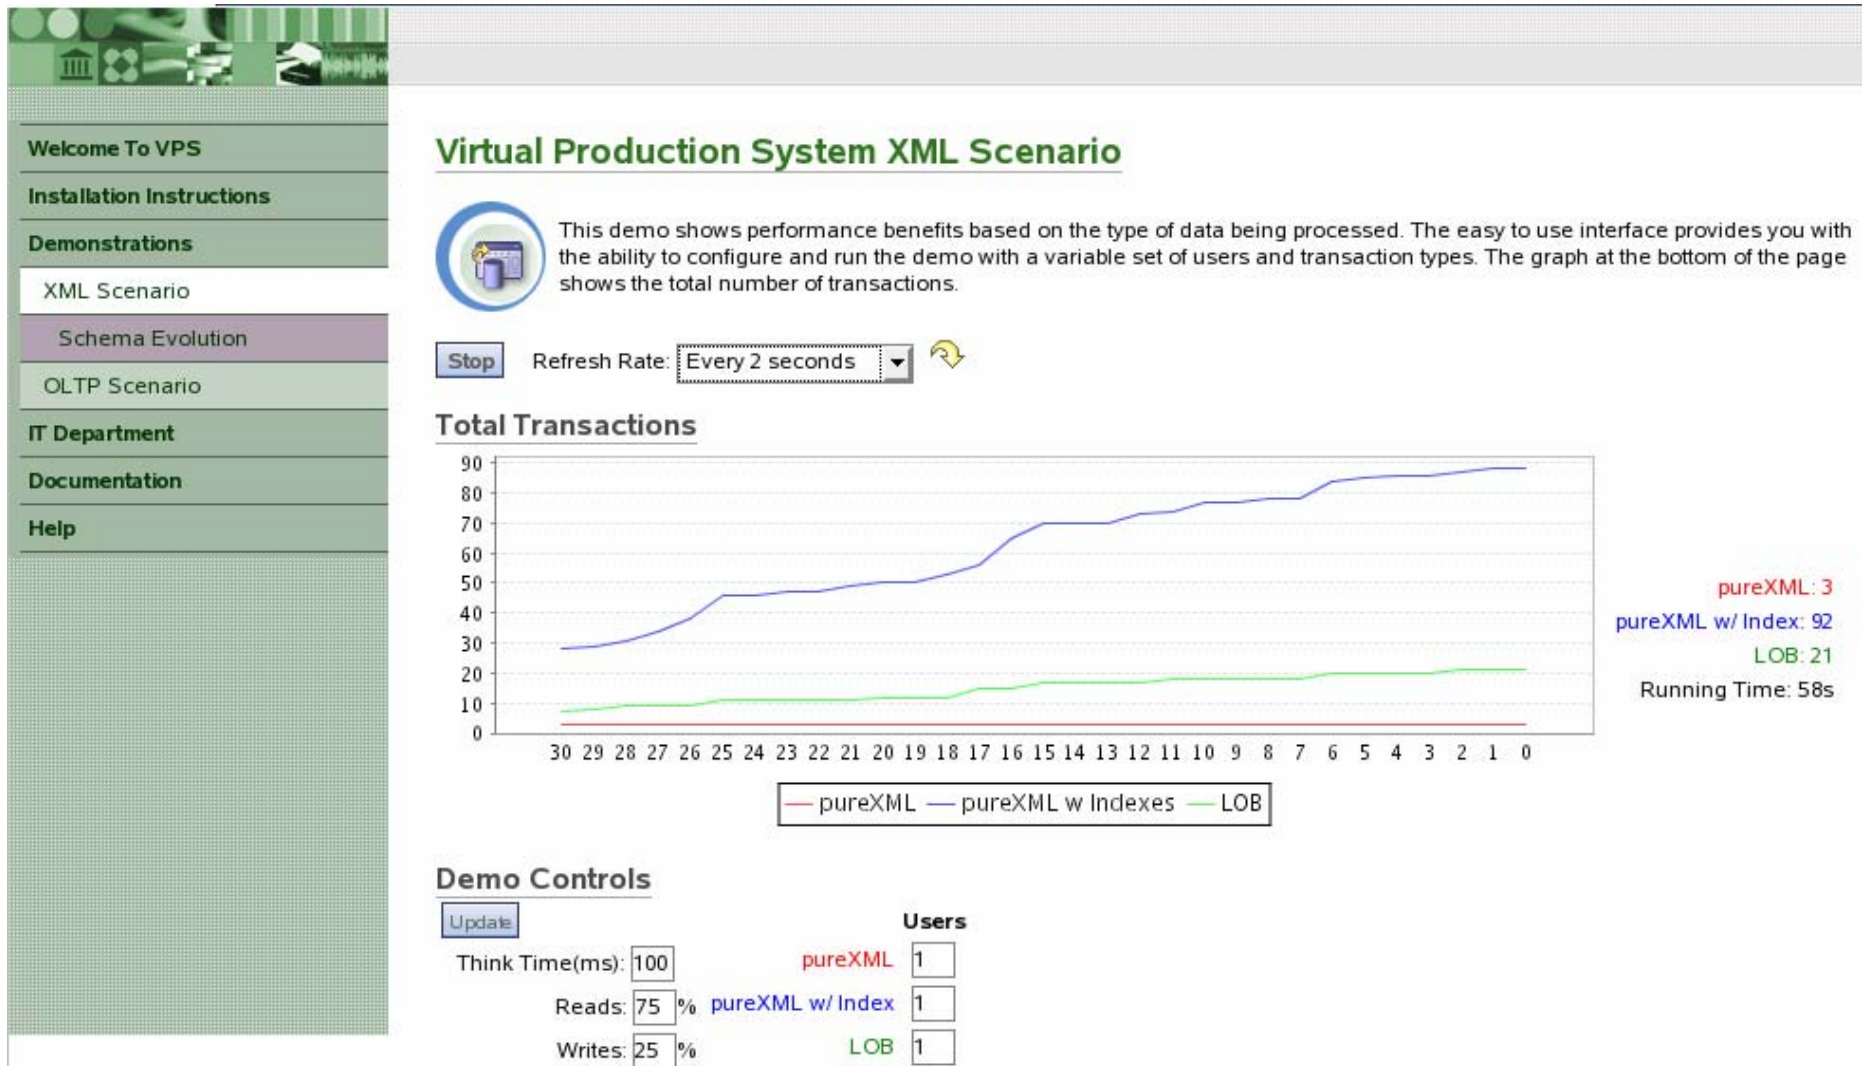 Welcome To VPS
Installation Instructions
Demonstrations
XML Scenario
Schema Evolution
OLTP Scenario
IT Department
Documentation
Help
Virtual Production System XML Scenario
This demo shows performance benefits based on the type of data being processed. The easy to use interface provides you with
the ability to configure and run the demo with a variable set of users and transaction types. The graph at the bottom of the page
shows the total number of transactions.
Stop Refresh Rate: Every 2 seconds
Total Transactions
90
80
70
60
50
40
30
20
10
0
30 29 28 27 26 25 24 23 22 21 20 19 18 17 16 15 14 13 12 11 10 9 8 7 6 5 4 3 2 1 0
pureXML: 3
pureXML w/ Index: 92
LOB: 21
Running Time: 58s
pureXML pureXML w Indexes LOB
Demo Controls
Update Users
Think Time(ms): 100 pureXML 1
Reads: 75 % pureXML w/ Index 1
Writes: 25 % LOB 1